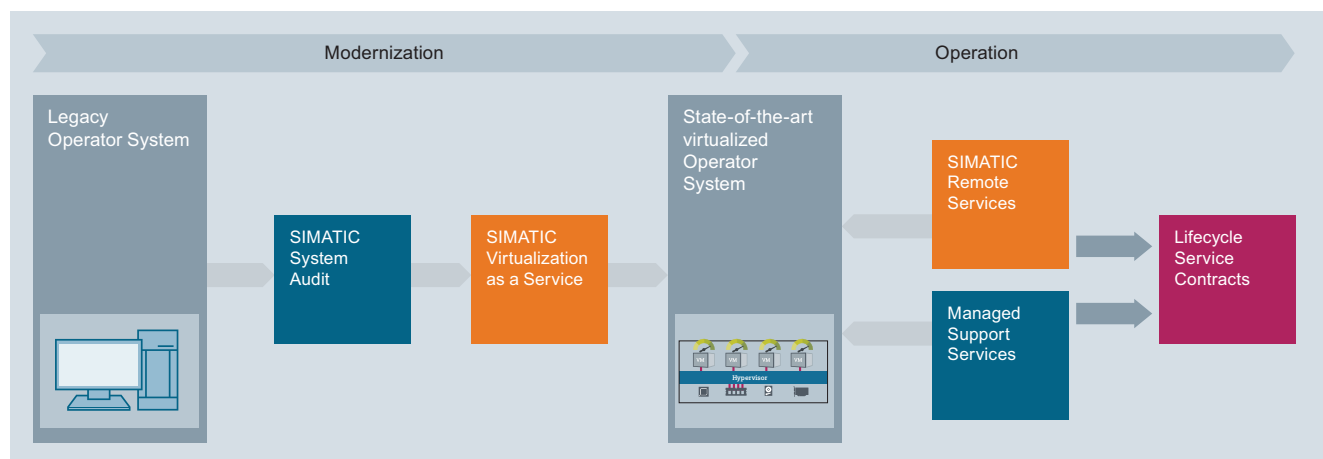 Modernization
Operation
Legacy
Operator System
SIMATIC
System
Audit
SIMATIC
Virtualization
as a Service
State-of-the-art
virtualized
Operator
System
VM VM VM VM
Hypervisor
SIMATIC
Remote
Services
Managed
Support
Services
Lifecycle
Service
Contracts